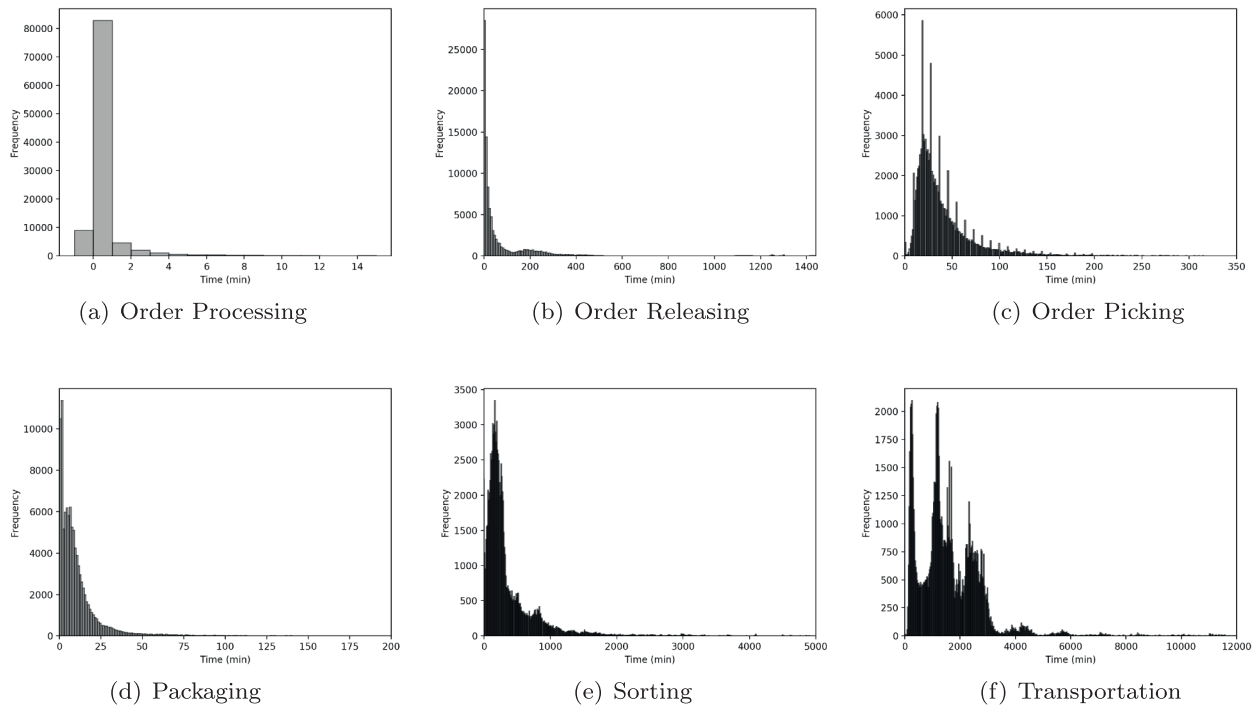 80000
70000
60000
50000
40000
30000
20000
10000
0
Frequency
0 2 4 6 8 10 12 14
Time (min)
(a) Order Processing
25000
20000
15000
10000
5000
0
Frequency
0 200 400 600 800 1000 1200 1400
Time (min)
(b) Order Releasing
6000
5000
4000
3000
2000
1000
0
Frequency
0 50 100 150 200 250 300 350
Time (min)
(c) Order Picking
10000
8000
6000
4000
2000
0
Frequency
0 25 50 75 100 125 150 175 200
Time (min)
(d) Packaging
3500
3000
2500
2000
1500
1000
500
0
Frequency
0 1000 2000 3000 4000 5000
Time (min)
(e) Sorting
2000
1750
1500
1250
1000
750
500
250
0
Frequency
0 2000 4000 6000 8000 10000 12000
Time (min)
(f) Transportation